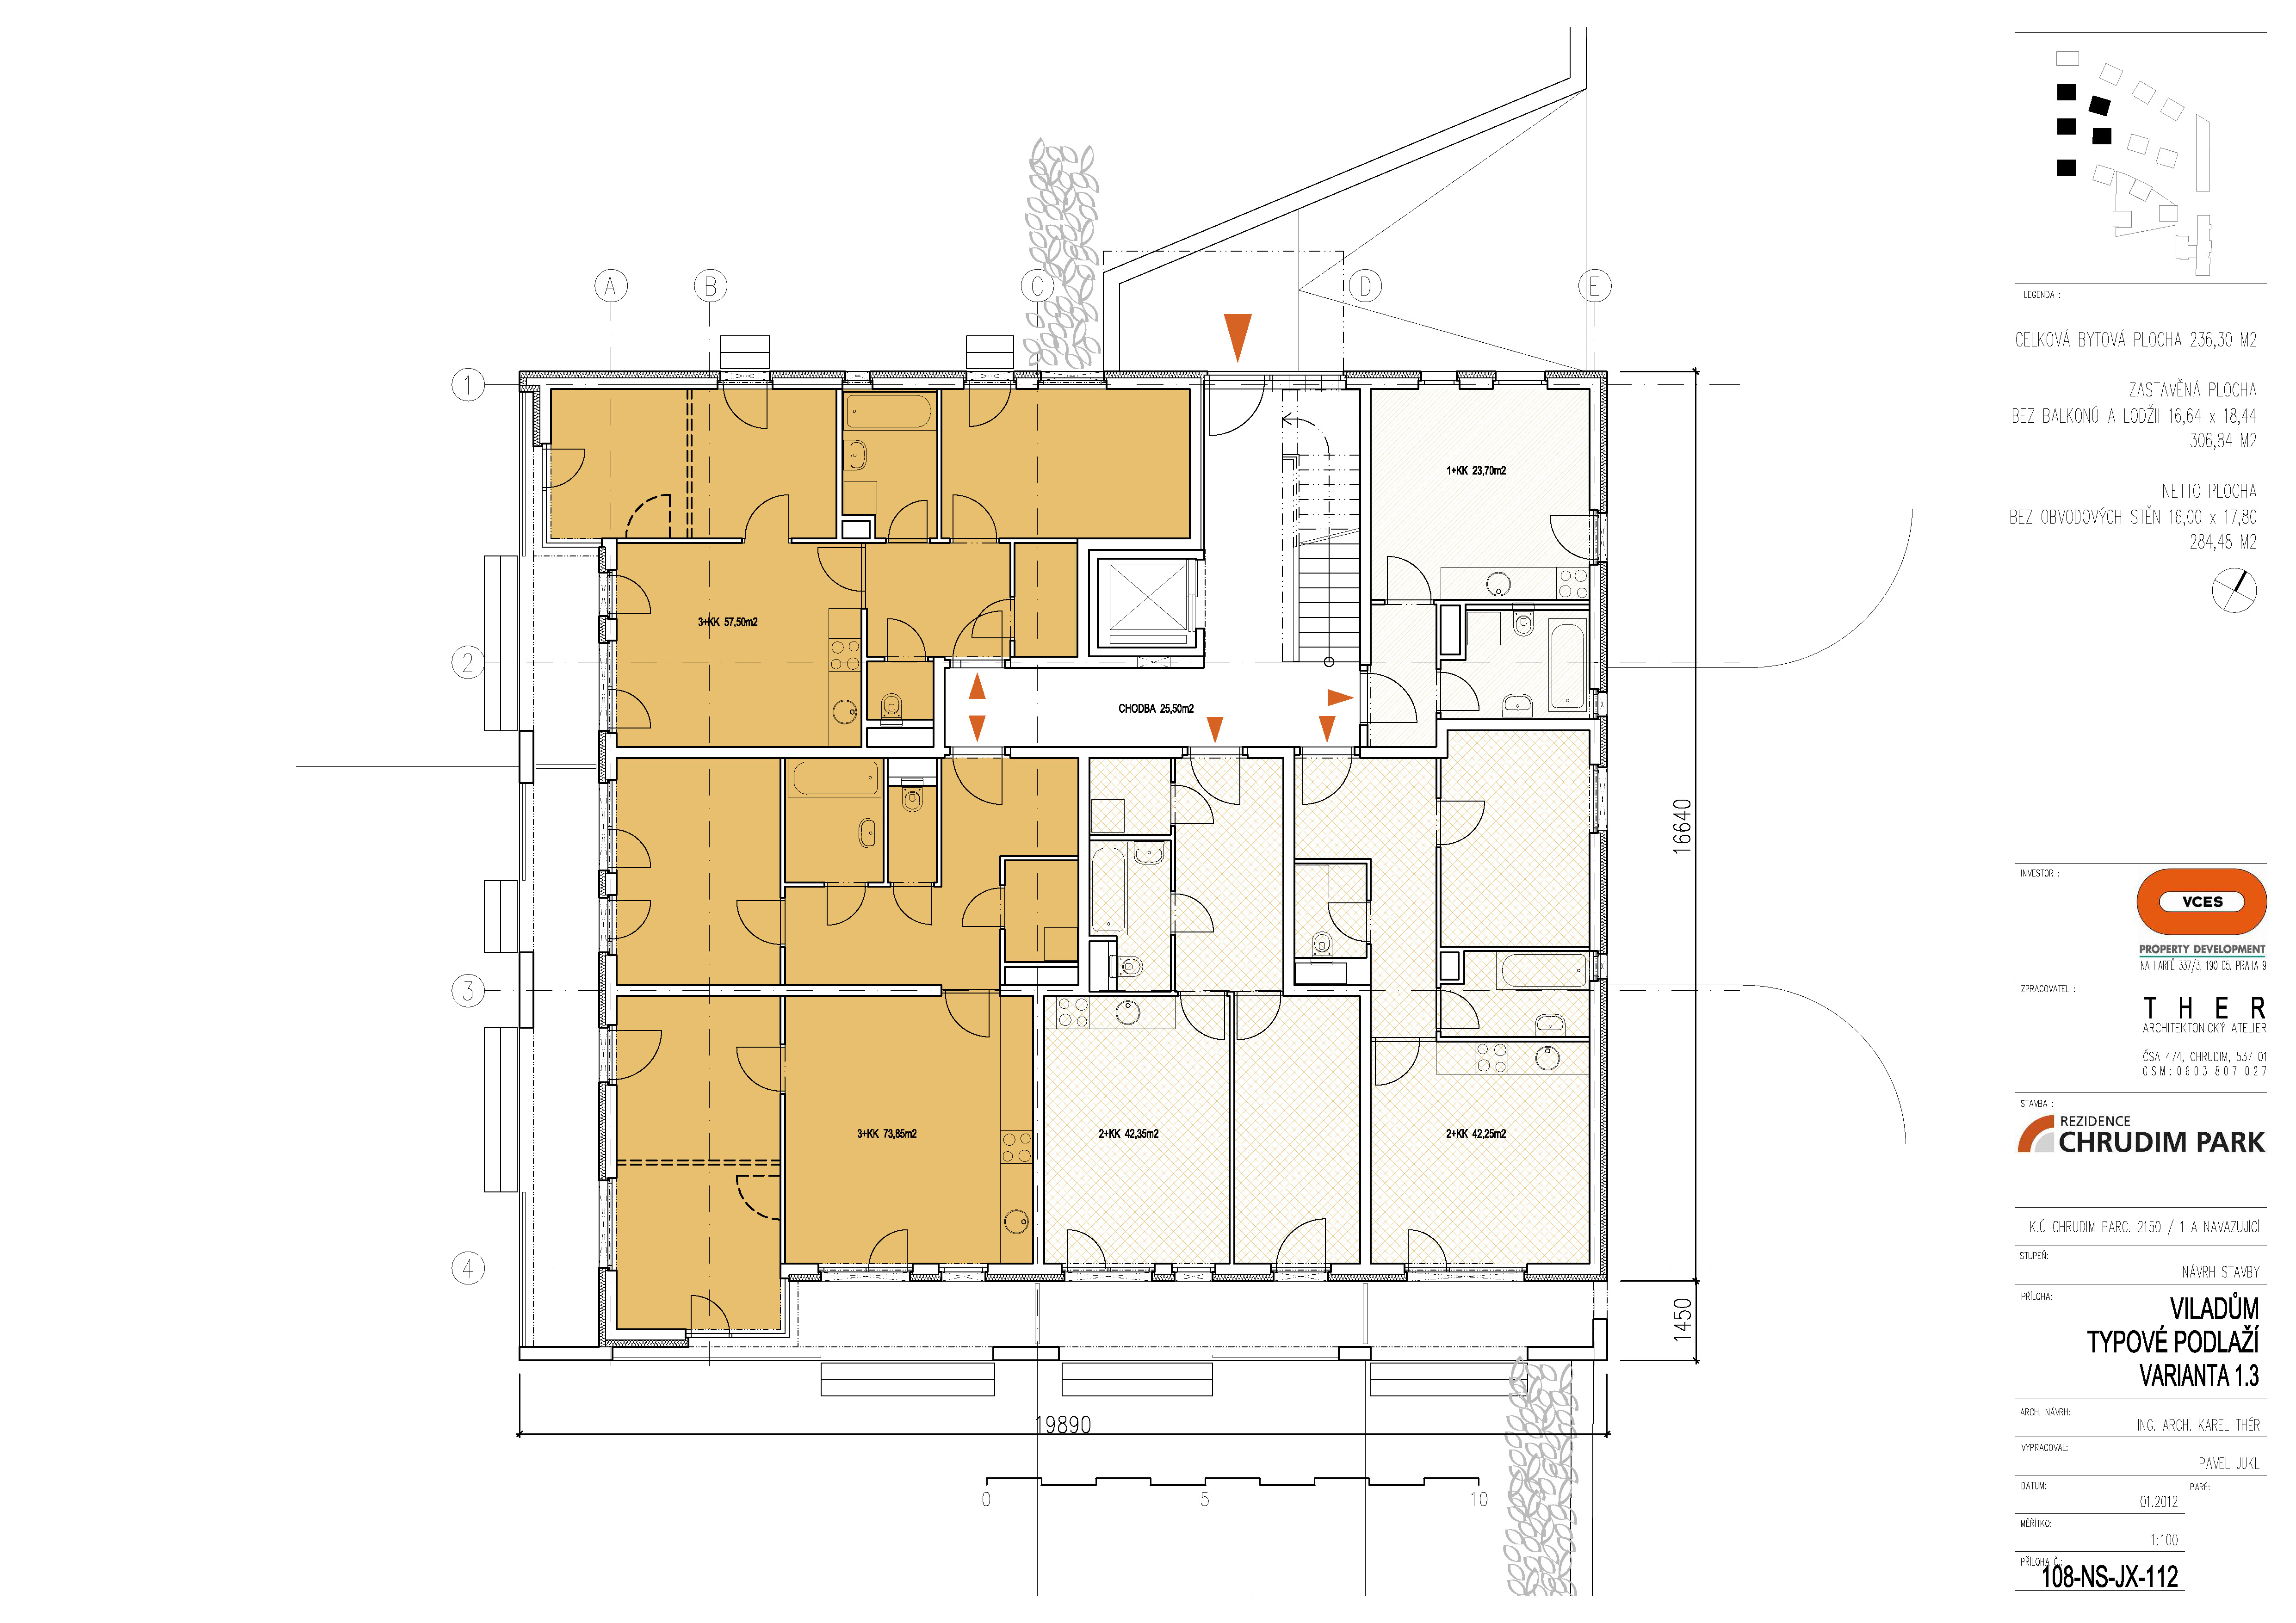 A
B
C
D
E
1
2
3
4
3+KK 57,50m2
1+KK 23,70m2
CHODBA 25,50m2
3+KK 73,85m2
2+KK 42,35m2
2+KK 42,25m2
16640
1450
19890
0
5
10
LEGENDA :
CELKOVÁ BYTOVÁ PLOCHA 236,30 M2
ZASTAVĚNÁ PLOCHA
BEZ BALKONŮ A LODŽII 16,64 x 18,44
306,84 M2
NETTO PLOCHA
BEZ OBVODOVÝCH STĚN 16,00 x 17,80
284,48 M2
INVESTOR :
VCES
PROPERTY DEVELOPMENT
NA HARFĚ 337/3, 190 05, PRAHA 9
ZPRACOVATEL :
T H E R
ARCHITEKTONICKÝ ATELIER
ČSA 474, CHRUDIM, 537 01
GSM:0603 807 027
STAVBA :
REZIDENCE
CHRUDIM PARK
K.Ú CHRUDIM PARC. 2150 / 1 A NAVAZUJÍCÍ
STUPEŇ:
NÁVRH STAVBY
PŘÍLOHA:
VILADŮM
TYPOVÉ PODLAŽÍ
VARIANTA 1.3
ARCH. NÁVRH:
ING. ARCH. KAREL THÉR
VYPRACOVAL:
PAVEL JUKL
DATUM:
PARÉ:
01.2012
MĚŘÍTKO:
1:100
PŘÍLOHA Č.:
108-NS-JX-112